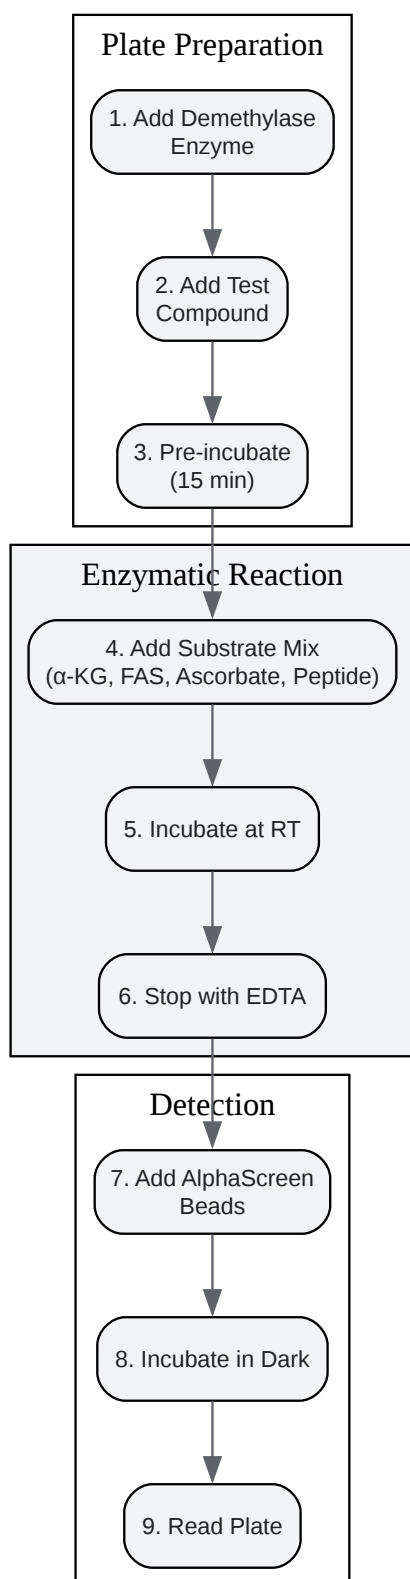 Plate Preparation
1. Add Demethylase
Enzyme
2. Add Test
Compound
3. Pre-incubate
(15 min)
Enzymatic Reaction
4. Add Substrate Mix
(α-KG, FAS, Ascorbate, Peptide)
5. Incubate at RT
6. Stop with EDTA
Detection
7. Add AlphaScreen
Beads
8. Incubate in Dark
9. Read Plate